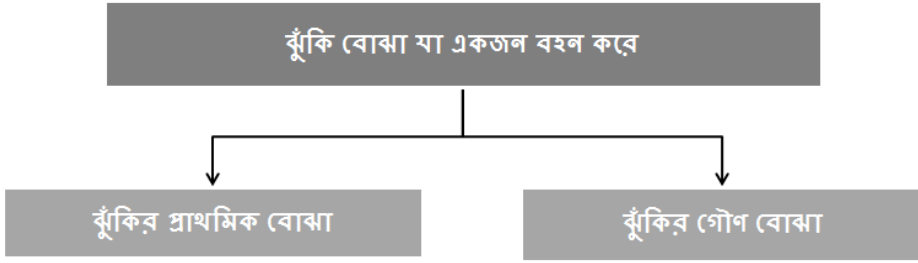 ঝুঁকি বোঝা যা একজন বহন করে
ঝুঁকির প্রাথমিক বোঝা
ঝুঁকির গৌণ বোঝা